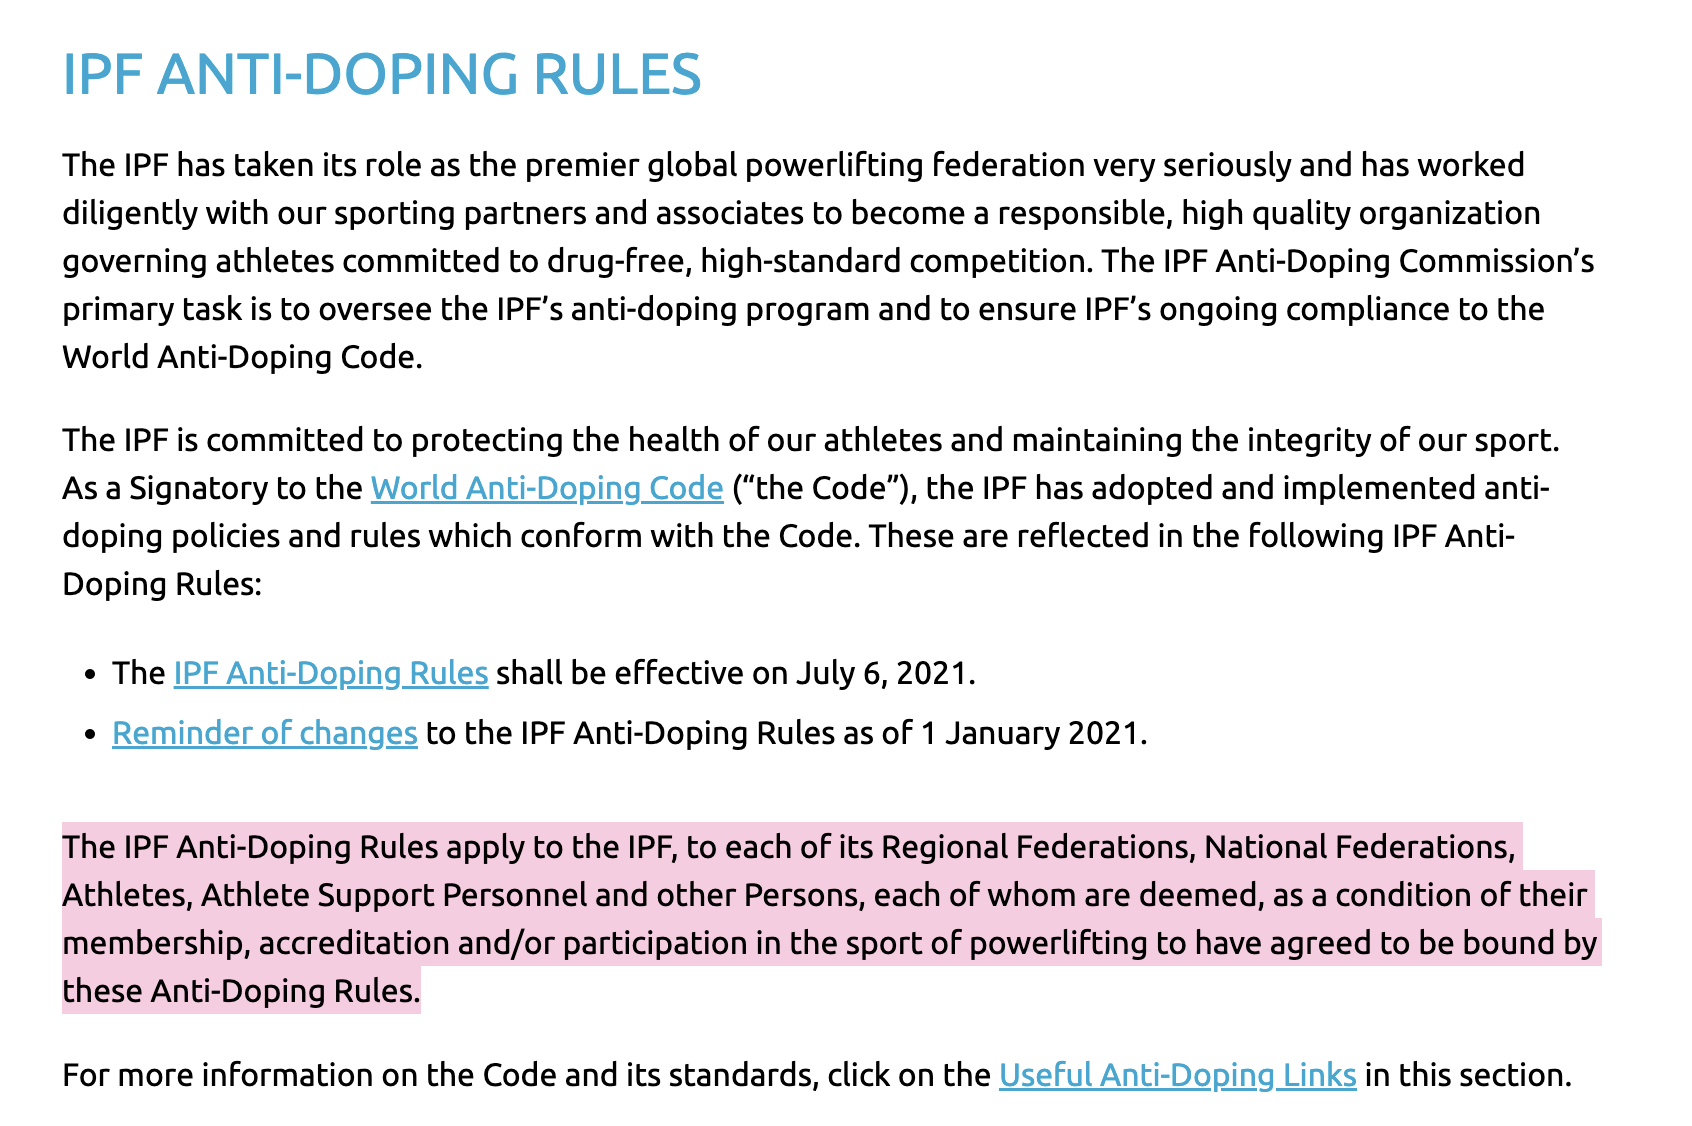 IPF ANTI-DOPING RULES
The IPF has taken its role as the premier global powerlifting federation very seriously and has worked
diligently with our sporting partners and associates to become a responsible, high quality organization
governing athletes committed to drug-free, high-standard competition. The IPF Anti-Doping Commission’s
primary task is to oversee the IPF’s anti-doping program and to ensure IPF’s ongoing compliance to the
World Anti-Doping Code.
The IPF is committed to protecting the health of our athletes and maintaining the integrity of our sport.
As a Signatory to the World Anti-Doping Code (“the Code”), the IPF has adopted and implemented anti-
doping policies and rules which conform with the Code. These are reflected in the following IPF Anti-
Doping Rules:
• The IPF Anti-Doping Rules shall be effective on July 6, 2021.
• Reminder of changes to the IPF Anti-Doping Rules as of 1 January 2021.
The IPF Anti-Doping Rules apply to the IPF, to each of its Regional Federations, National Federations,
Athletes, Athlete Support Personnel and other Persons, each of whom are deemed, as a condition of their
membership, accreditation and/or participation in the sport of powerlifting to have agreed to be bound by
these Anti-Doping Rules.
For more information on the Code and its standards, click on the Useful Anti-Doping Links in this section.